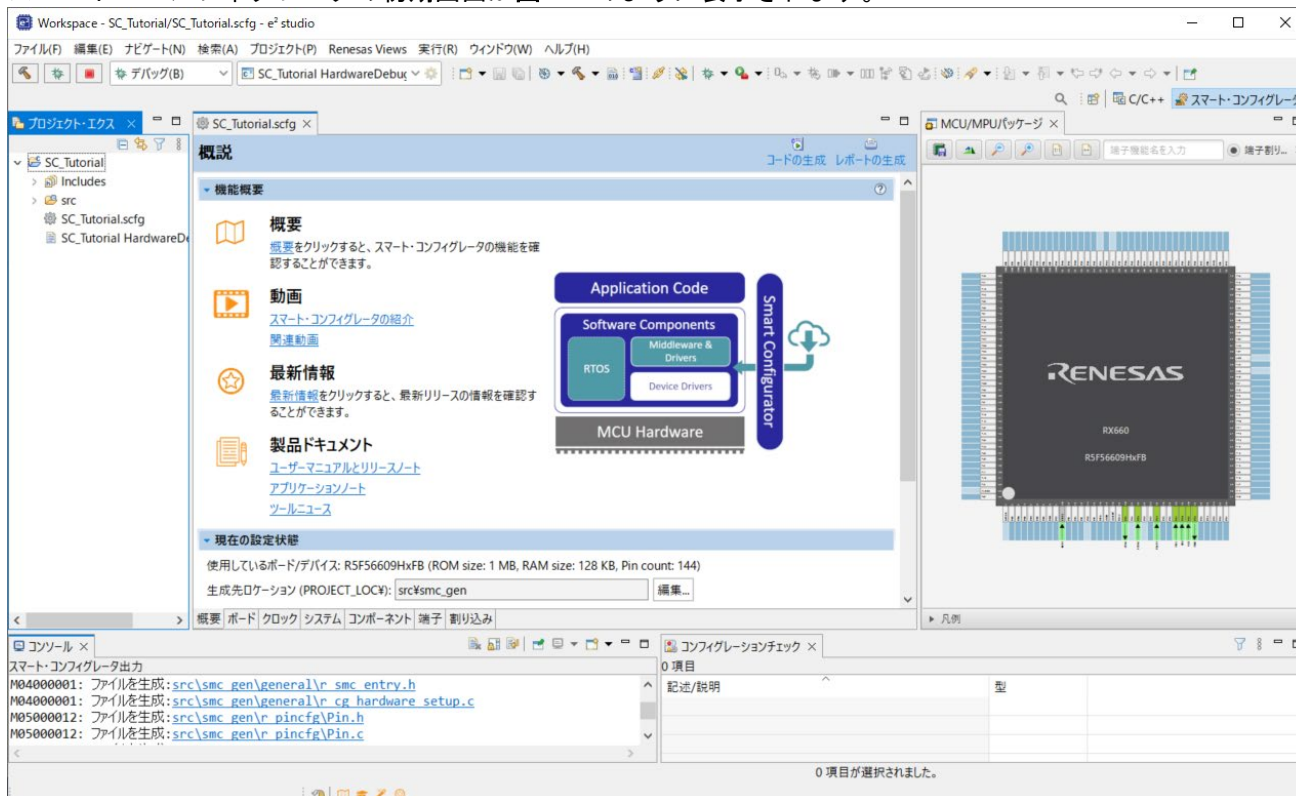 Workspace - SC_Tutorial/SC_Tutorial.scfg - e² studio
ファイル(F) 編集(E) ナビゲート(N) 検索(A) プロジェクト(P) Renesas Views 実行(R) ウィンドウ(W) ヘルプ(H)
デバッグ(B)
SC_Tutorial HardwareDebug
C/C++
スマート・コンフィグレータ
プロジェクト・エクス
SC_Tutorial
Includes
src
SC_Tutorial.scfg
SC_Tutorial HardwareDe
SC_Tutorial.scfg
概説
コードの生成 レポートの生成
機能概要
概要
概要をクリックすると、スマート・コンフィグレータの機能を確
認することができます。
動画
スマート・コンフィグレータの紹介
関連動画
最新情報
最新情報をクリックすると、最新リリースの情報を確認す
ることができます。
製品ドキュメント
ユーザーマニュアルとリリースノート
アプリケーションノート
ツールニュース
Application Code
Software Components
RTOS
Middleware &
Drivers
Device Drivers
MCU Hardware
Smart Configurator
現在の設定状態
使用しているボード/デバイス: R5F56609HxFB (ROM size: 1 MB, RAM size: 128 KB, Pin count: 144)
生成先ロケーション (PROJECT_LOC¥): src¥smc_gen
編集...
概要 ボード クロック システム コンポーネント 端子 割り込み
MCU/MPUパッケージ
端子機能名を入力
端子割り...
RENESAS
RX660
R5F56609HxFB
凡例
コンソール
スマート・コンフィグレータ出力
M04000001: ファイルを生成:src\smc_gen\general\r_smc_entry.h
M04000001: ファイルを生成:src\smc_gen\general\r_cg_hardware_setup.c
M05000012: ファイルを生成:src\smc_gen\r_pincfg\Pin.h
M05000012: ファイルを生成:src\smc_gen\r_pincfg\Pin.c
コンフィグレーションチェック
0 項目
記述/説明
型
0 項目が選択されました。